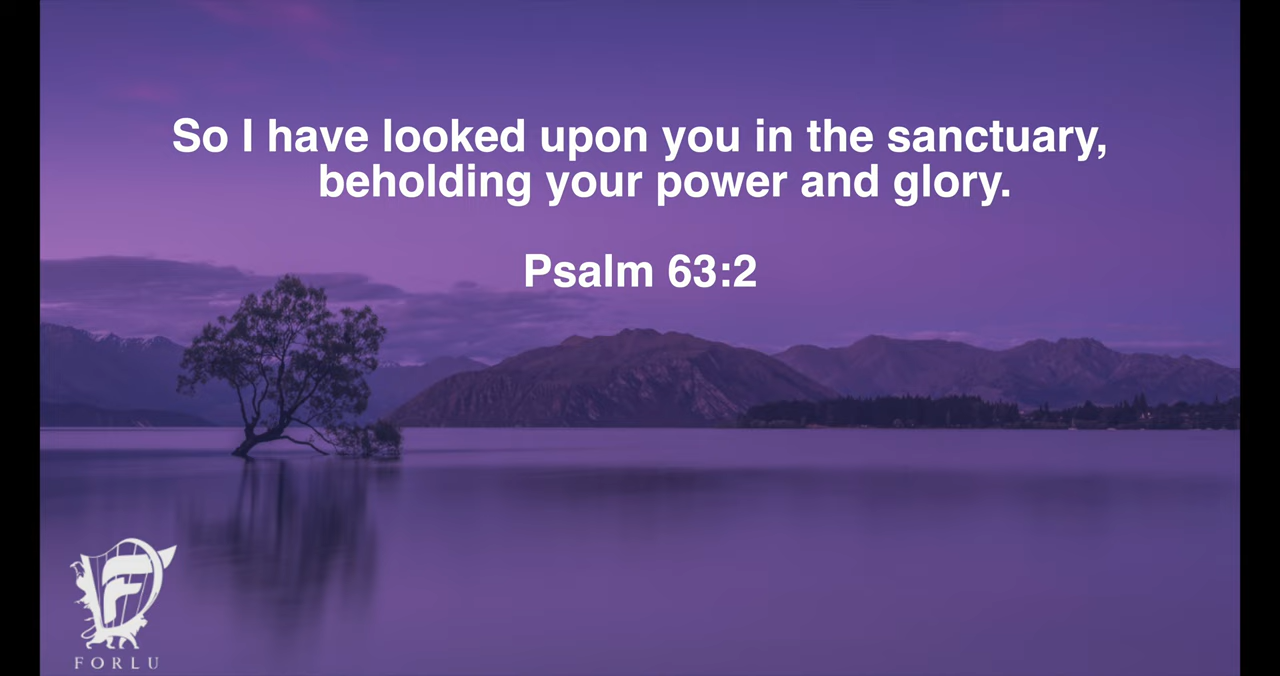 So I have looked upon you in the sanctuary,
beholding your power and glory.
Psalm 63:2
FORLU